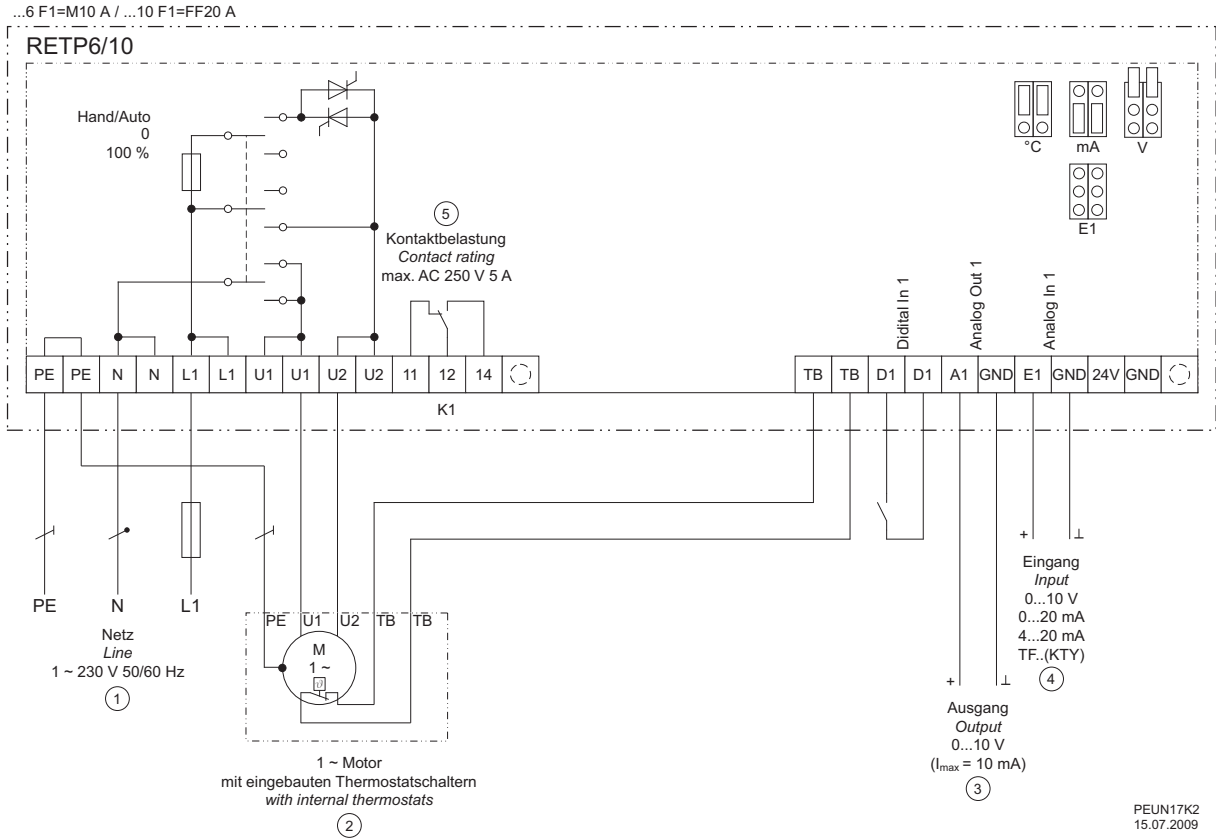 ...6 F1=M10 A / ...10 F1=FF20 A
RETP6/10
Hand/Auto
0
100 %
5
Kontaktbelastung
Contact rating
max. AC 250 V 5 A
°C
mA
V
E1
Didital In 1
Analog Out 1
Analog In 1
PE PE N N L1 L1 U1 U1 U2 U2 11 12 14
TB TB D1 D1 A1 GND E1 GND 24V GND
K1
PE
N
L1
Netz
Line
1 ~ 230 V 50/60 Hz
1
PE U1 U2 TB TB
M
1 ~
ϑ
1 ~ Motor
mit eingebauten Thermostatschaltern
with internal thermostats
2
+ ⊥
Eingang
Input
0...10 V
0...20 mA
4...20 mA
TF..(KTY)
4
+ ⊥
Ausgang
Output
0...10 V
(Imax = 10 mA)
3
PEUN17K2
15.07.2009